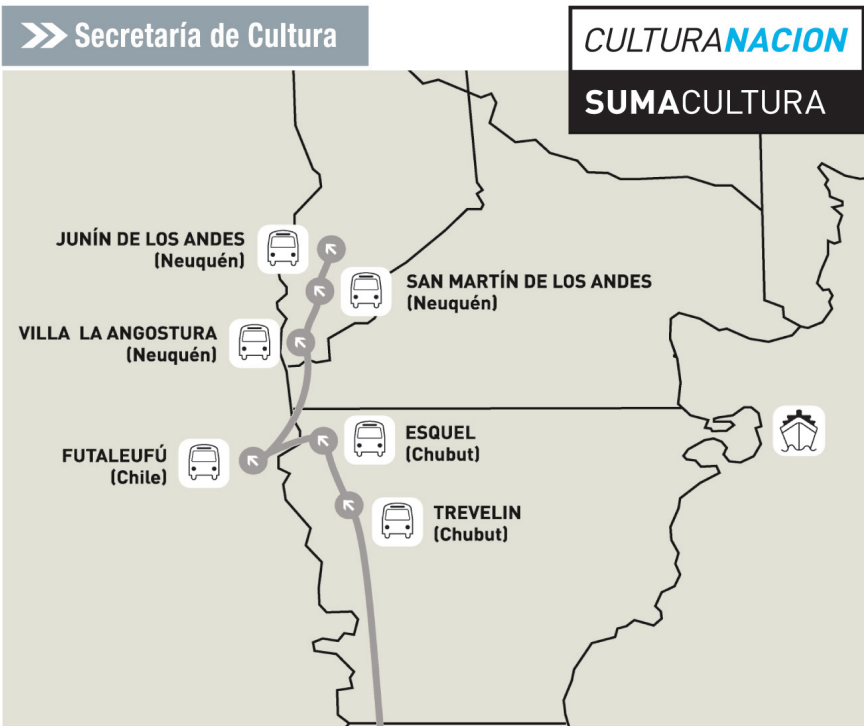 Secretaría de Cultura
CULTURANACION
SUMACULTURA
JUNÍN DE LOS ANDES
(Neuquén)
SAN MARTÍN DE LOS ANDES
(Neuquén)
VILLA LA ANGOSTURA
(Neuquén)
ESQUEL
(Chubut)
FUTALEUFÚ
(Chile)
TREVELIN
(Chubut)